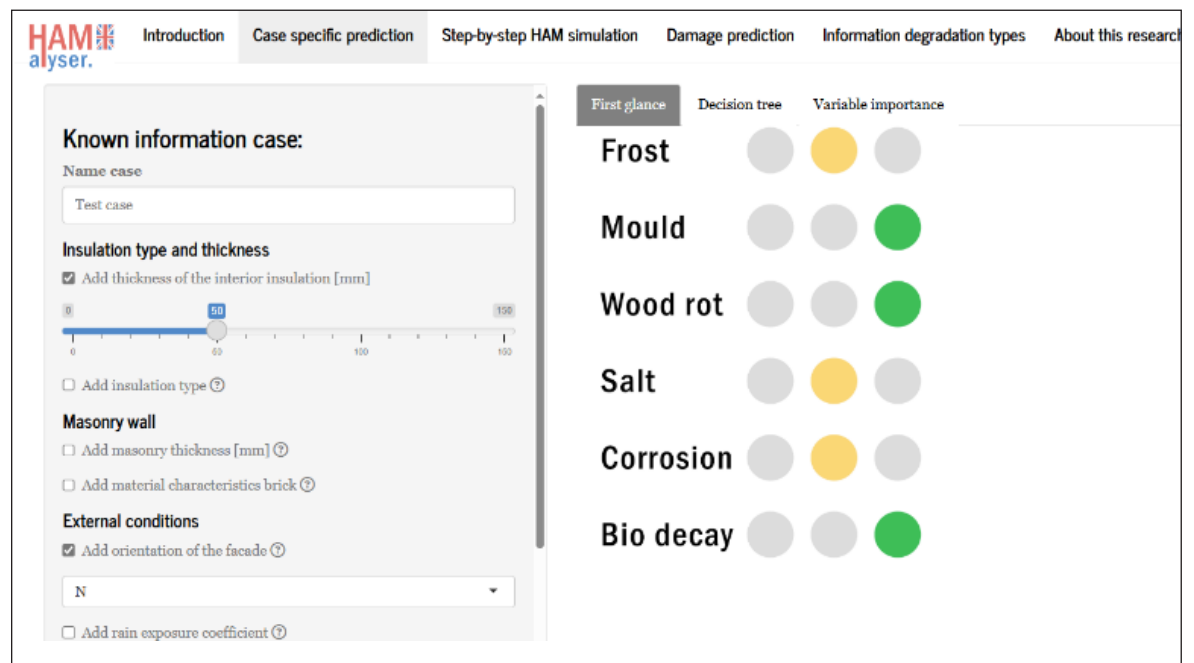 HAM
alyser.
Introduction
Case specific prediction
Step-by-step HAM simulation
Damage prediction
Information degradation types
About this research
Known information case:
Name case
Test case
Insulation type and thickness
Add thickness of the interior insulation [mm]
0 50 150
0 50 100 150
Add insulation type ?
Masonry wall
Add masonry thickness [mm] ?
Add material characteristics brick ?
External conditions
Add orientation of the facade ?
N
Add rain exposure coefficient ?
First glance
Decision tree
Variable importance
Frost
Mould
Wood rot
Salt
Corrosion
Bio decay